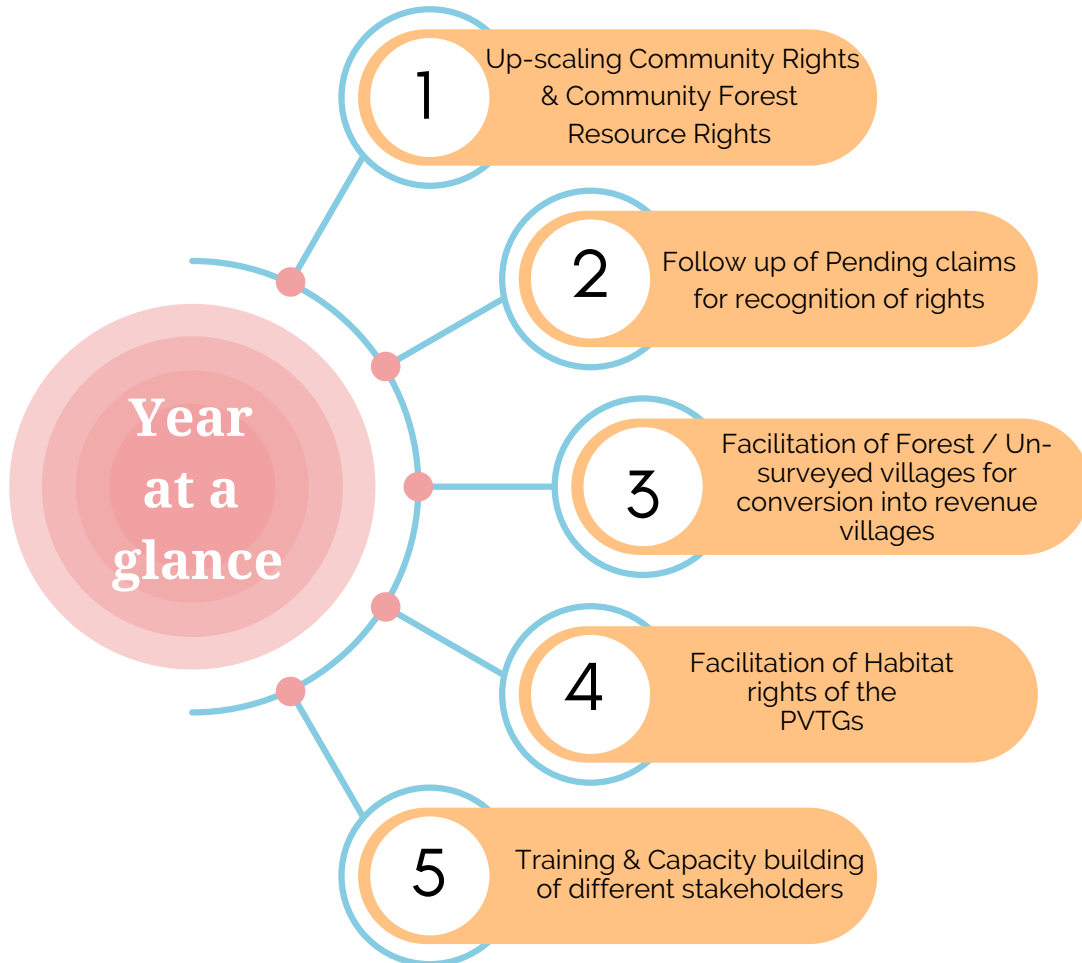 Year
at a
glance
1
Up-scaling Community Rights
& Community Forest
Resource Rights
2
Follow up of Pending claims
for recognition of rights
3
Facilitation of Forest / Un-
surveyed villages for
conversion into revenue
villages
4
Facilitation of Habitat
rights of the
PVTGs
5
Training & Capacity building
of different stakeholders